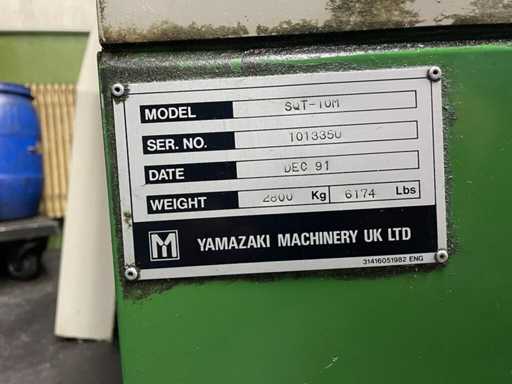 MODEL SQT-10M
SER. NO. 101335U
DATE DEC 91
WEIGHT 2800 Kg 6174 Lbs
M YAMAZAKI MACHINERY UK LTD
31416051982 ENG